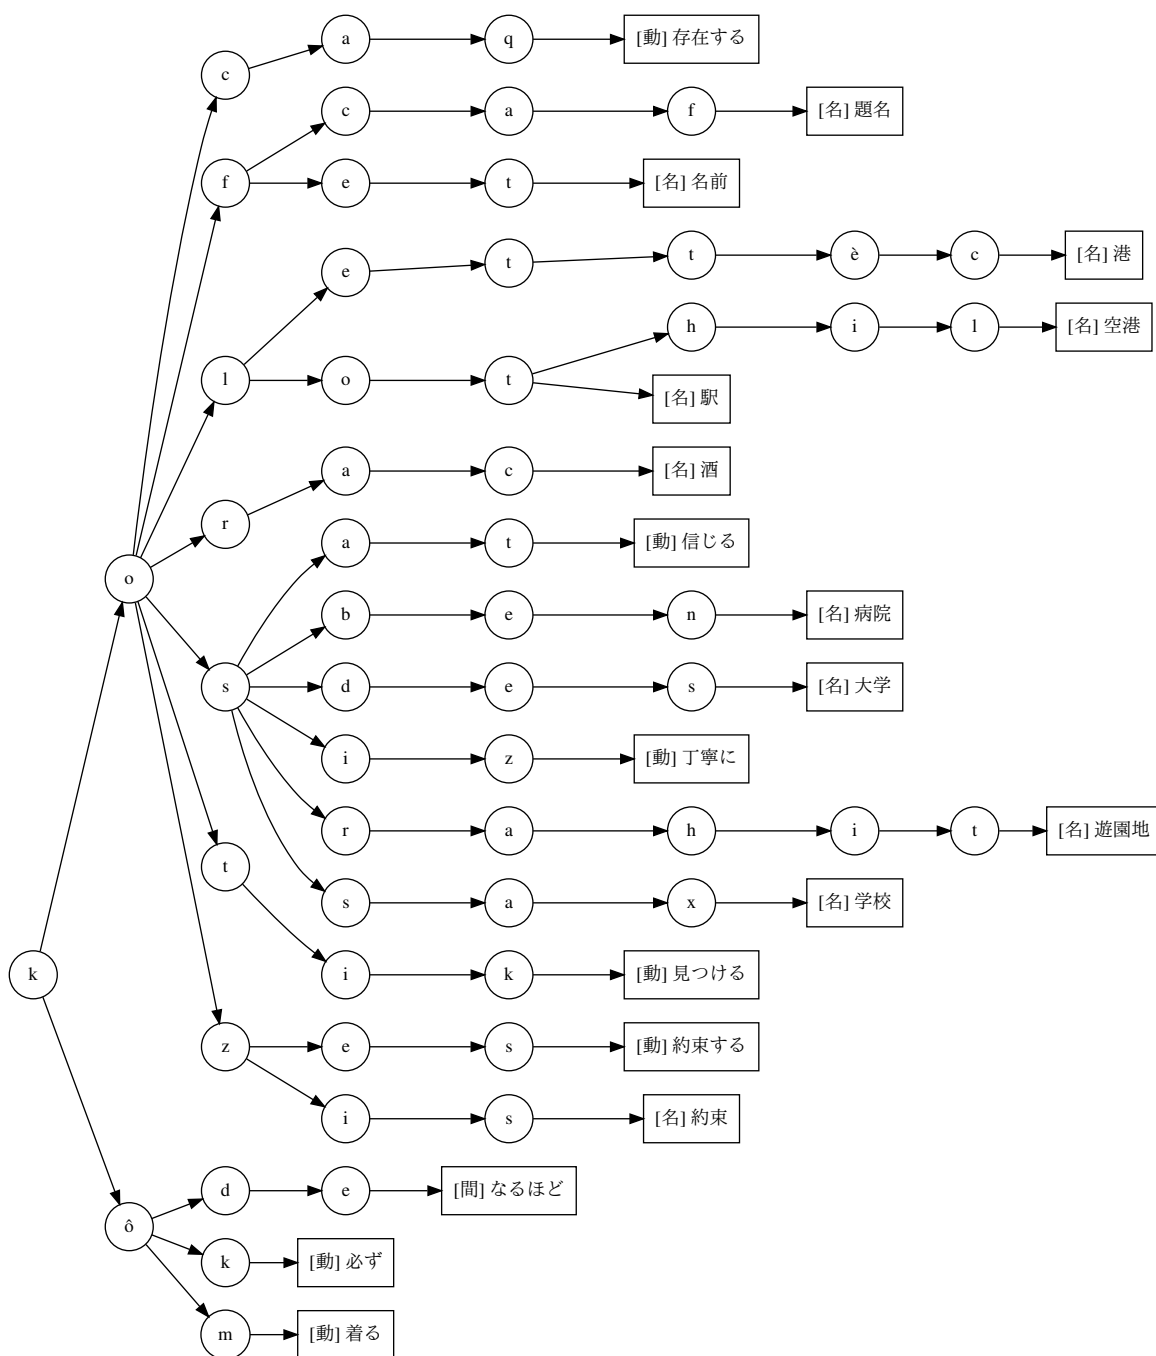 c a q [動] 存在する
c a f [名] 題名
f e t [名] 名前
e t t è c [名] 港
h i l [名] 空港
l o t [名] 駅
a c [名] 酒
r
a t [動] 信じる
o
b e n [名] 病院
s d e s [名] 大学
i z [動] 丁寧に
r a h i t [名] 遊園地
t
s a x [名] 学校
k i k [動] 見つける
z e s [動] 約束する
i s [名] 約束
d e [間] なるほど
ô
k [動] 必ず
m [動] 着る